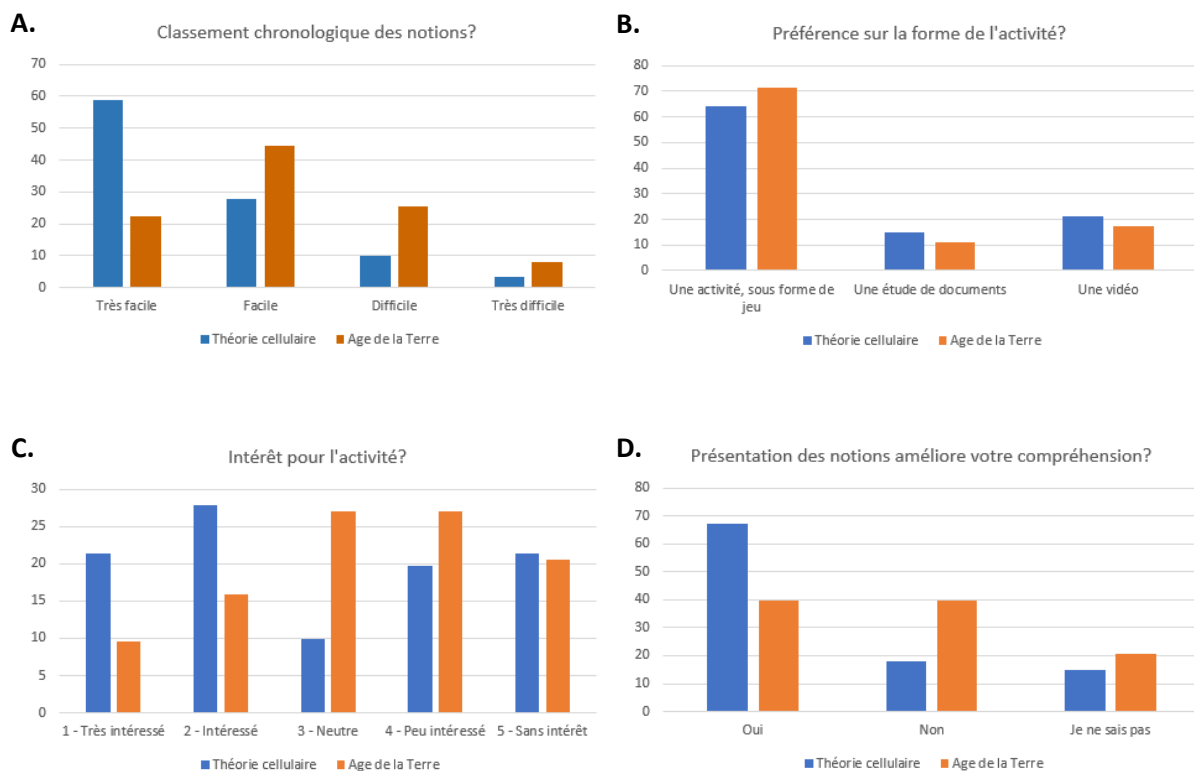 A.
Classement chronologique des notions?
70
60
50
40
30
20
10
0
Très facile Facile Difficile Très difficile
Théorie cellulaire Age de la Terre
B.
Préférence sur la forme de l'activité?
80
70
60
50
40
30
20
10
0
Une activité, sous forme de Une étude de documents Une vidéo
jeu
Théorie cellulaire Age de la Terre
C.
Intérêt pour l'activité?
30
25
20
15
10
5
0
1 - Très intéressé 2 - Intéressé 3 - Neutre 4 - Peu intéressé 5 - Sans intérêt
Théorie cellulaire Age de la Terre
D.
Présentation des notions améliore votre compréhension?
80
70
60
50
40
30
20
10
0
Oui Non Je ne sais pas
Théorie cellulaire Age de la Terre